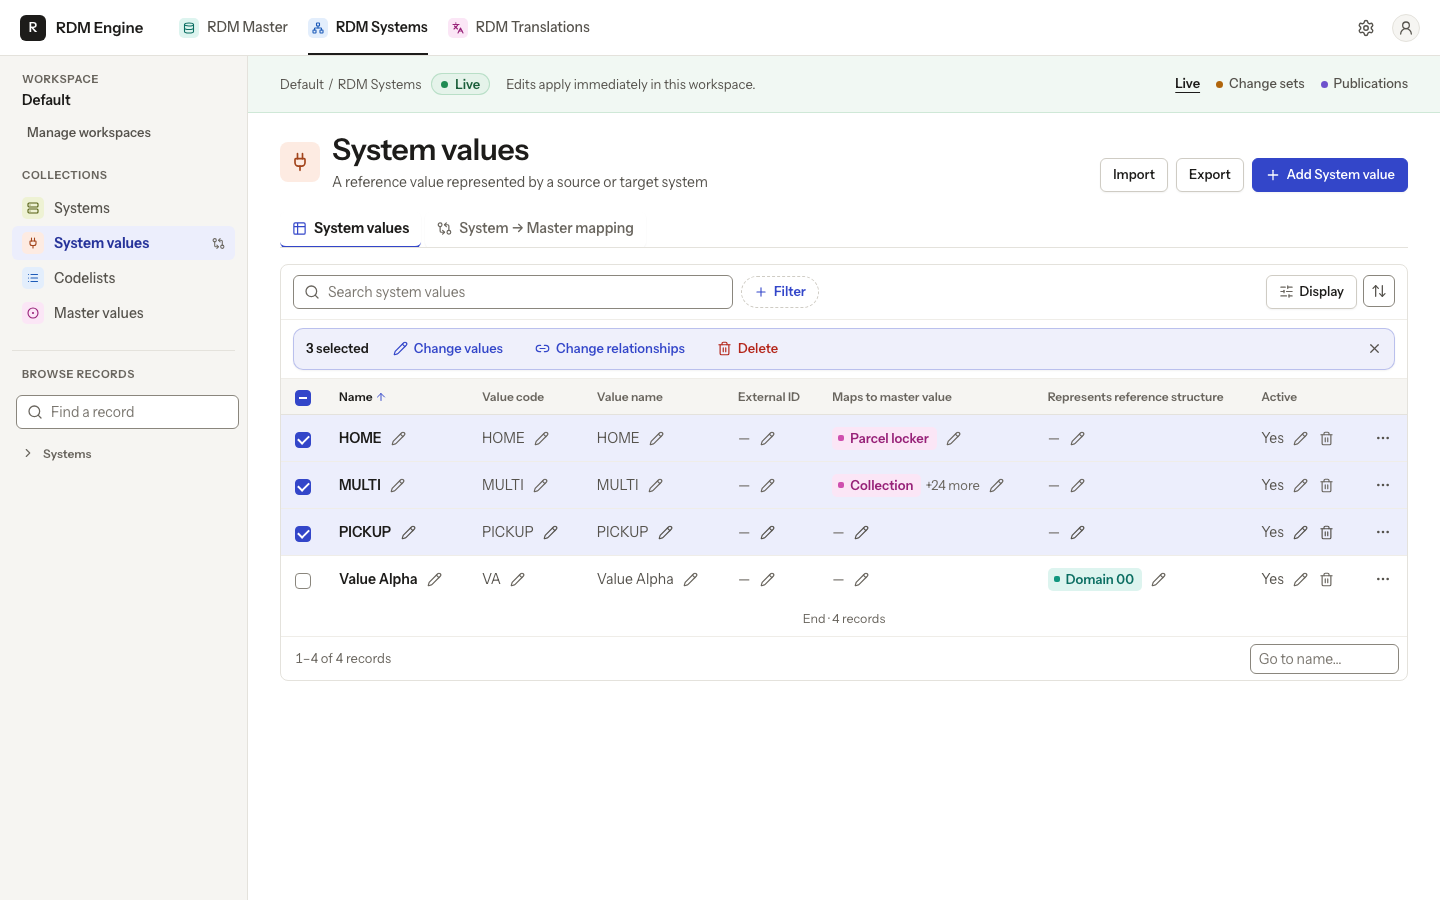 R RDM Engine RDM Master RDM Systems RDM Translations
WORKSPACE
Default
Manage workspaces
COLLECTIONS
Systems
System values
Codelists
Master values
BROWSE RECORDS
Find a record
Systems
Default / RDM Systems Live Edits apply immediately in this workspace. Live Change sets Publications
System values
A reference value represented by a source or target system
Import Export Add System value
System values System → Master mapping
Search system values Filter Display
3 selected Change values Change relationships Delete
Name ↑ Value code Value name External ID Maps to master value Represents reference structure Active
HOME HOME HOME — Parcel locker — Yes
MULTI MULTI MULTI — Collection +24 more — Yes
PICKUP PICKUP PICKUP — — — Yes
Value Alpha VA Value Alpha — — Domain 00 Yes
End · 4 records
1–4 of 4 records Go to name...